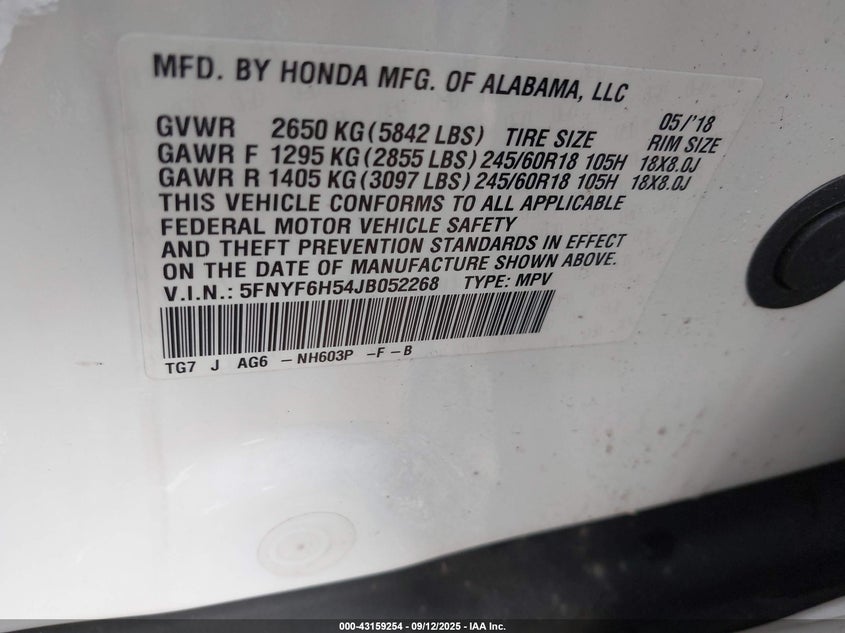 MFD. BY HONDA MFG. OF ALABAMA, LLC
05/'18
GVWR 2650 KG (5842 LBS) TIRE SIZE RIM SIZE
GAWR F 1295 KG (2855 LBS) 245/60R18 105H 18X8.0J
GAWR R 1405 KG (3097 LBS) 245/60R18 105H 18X8.0J
THIS VEHICLE CONFORMS TO ALL APPLICABLE
FEDERAL MOTOR VEHICLE SAFETY
AND THEFT PREVENTION STANDARDS IN EFFECT
ON THE DATE OF MANUFACTURE SHOWN ABOVE.
V.I.N.: 5FNYF6H54JB052268 TYPE: MPV
TG7 J AG6 - NH603P - F - B
000-43159254 - 09/12/2025 - IAA Inc.